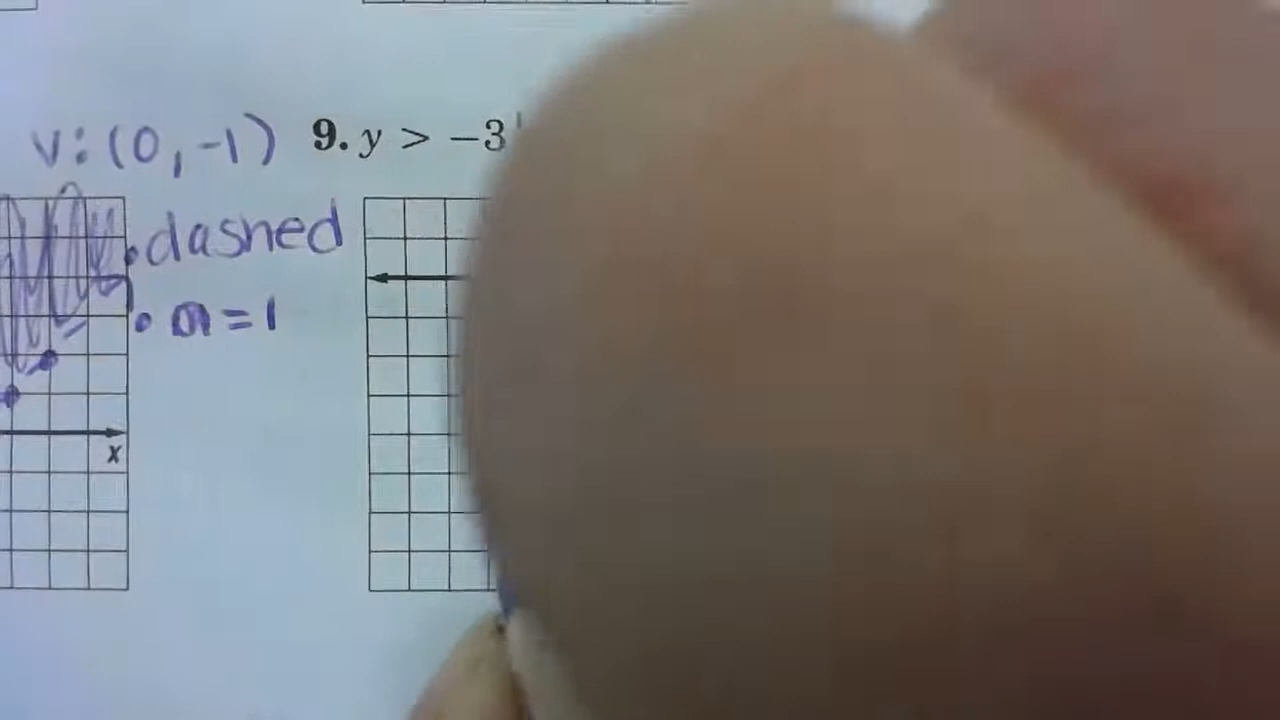 v:(0,-1)
9. y > -3
•dashed
• a=1
x